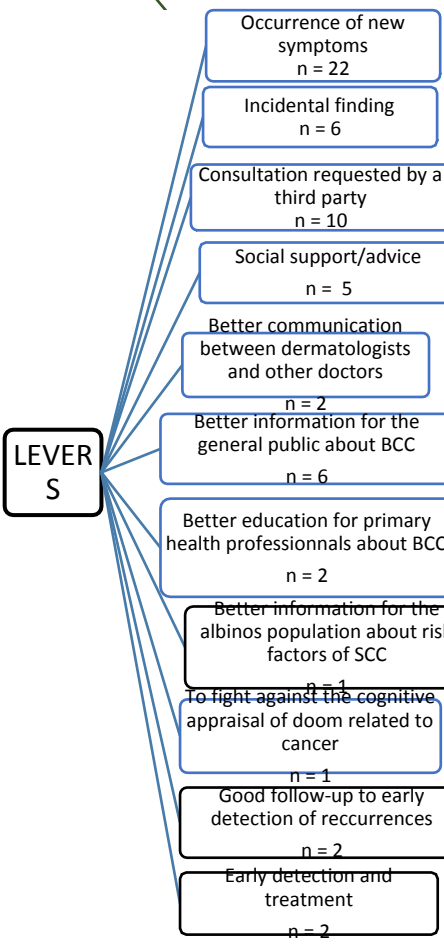 Occurrence of new
symptoms
n = 22
Incidental finding
n = 6
Consultation requested by a
third party
n = 10
Social support/advice
n = 5
Better communication
between dermatologists
and other doctors
n = 2
LEVER
S
Better information for the
general public about BCC
n = 6
Better education for primary
health professionnals about BCC
n = 2
Better information for the
albinos population about risk
factors of SCC
n = 1
To fight against the cognitive
appraisal of doom related to
cancer
n = 1
Good follow-up to early
detection of reccurrences
n = 2
Early detection and
treatment
n = 2